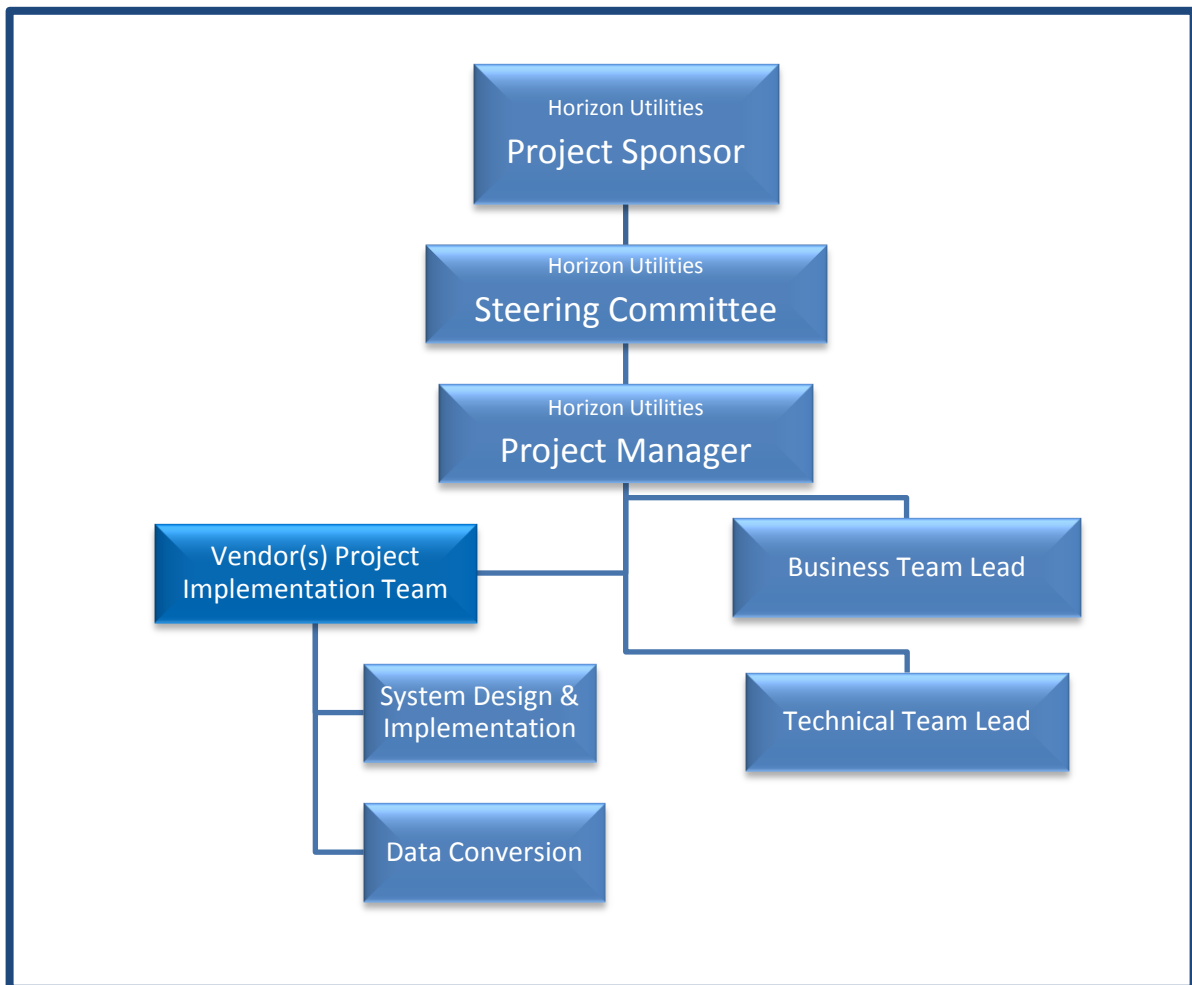 Horizon Utilities
Project Sponsor
Horizon Utilities
Steering Committee
Horizon Utilities
Project Manager
Vendor(s) Project
Implementation Team
Business Team Lead
System Design &
Implementation
Technical Team Lead
Data Conversion